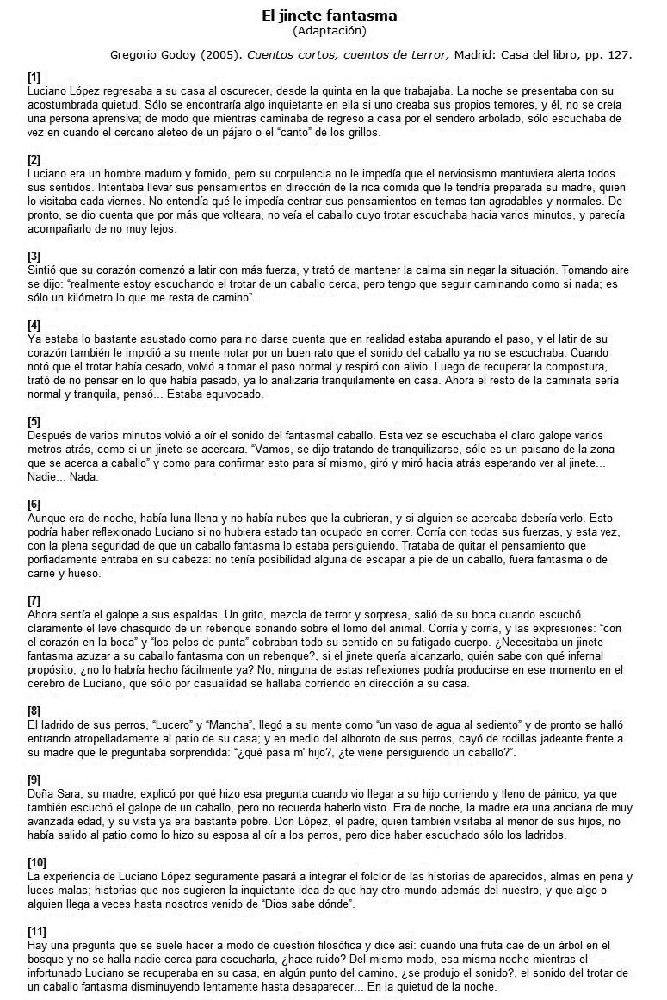 El jinete fantasma
(Adaptación)
Gregorio Godoy (2005). Cuentos cortos, cuentos de terror, Madrid: Casa del libro, pp. 127.
[1]
Luciano López regresaba a su casa al oscurecer, desde la quinta en la que trabajaba. La noche se presentaba con su
acostumbrada quietud. Sólo se encontraría algo inquietante en ella si uno creaba sus propios temores, y él, no se creía
una persona aprensiva; de modo que mientras caminaba de regreso a casa por el sendero arbolado, sólo escuchaba de
vez en cuando el cercano aleteo de un pájaro o el “canto” de los grillos.
[2]
Luciano era un hombre maduro y fornido, pero su corpulencia no le impedía que el nerviosismo mantuviera alerta todos
sus sentidos. Intentaba llevar sus pensamientos en dirección de la rica comida que le tendría preparada su madre, quien
lo visitaba cada viernes. No entendía qué le impedía centrar sus pensamientos en temas tan agradables y normales. De
pronto, se dio cuenta que por más que volteara, no veía el caballo cuyo trotar escuchaba hacia varios minutos, y parecía
acompañarlo de no muy lejos.
[3]
Sintió que su corazón comenzó a latir con más fuerza, y trató de mantener la calma sin negar la situación. Tomando aire
se dijo: “realmente estoy escuchando el trotar de un caballo cerca, pero tengo que seguir caminando como si nada; es
sólo un kilómetro lo que me resta de camino”.
[4]
Ya estaba lo bastante asustado como para no darse cuenta que en realidad estaba apurando el paso, y el latir de su
corazón también le impidió a su mente notar por un buen rato que el sonido del caballo ya no se escuchaba. Cuando
notó que el trotar había cesado, volvió a tomar el paso normal y respiró con alivio. Luego de recuperar la compostura,
trató de no pensar en lo que había pasado, ya lo analizaría tranquilamente en casa. Ahora el resto de la caminata sería
normal y tranquila, pensó... Estaba equivocado.
[5]
Después de varios minutos volvió a oír el sonido del fantasmal caballo. Esta vez se escuchaba el claro galope varios
metros atrás, como si un jinete se acercara. “Vamos, se dijo tratando de tranquilizarse, sólo es un paisano de la zona
que se acerca a caballo” y como para confirmar esto para sí mismo, giró y miró hacia atrás esperando ver al jinete...
Nadie... Nada.
[6]
Aunque era de noche, había luna llena y no había nubes que la cubrieran, y si alguien se acercaba debería verlo. Esto
podría haber reflexionado Luciano si no hubiera estado tan ocupado en correr. Corría con todas sus fuerzas, y esta vez,
con la plena seguridad de que un caballo fantasma lo estaba persiguiendo. Trataba de quitar el pensamiento que
porfiadamente entraba en su cabeza: no tenía posibilidad alguna de escapar a pie de un caballo, fuera fantasma o de
carne y hueso.
[7]
Ahora sentía el galope a sus espaldas. Un grito, mezcla de terror y sorpresa, salió de su boca cuando escuchó
claramente el leve chasquido de un rebenque sonando sobre el lomo del animal. Corría y corría, y las expresiones: “con
el corazón en la boca” y “los pelos de punta” cobraban todo su sentido en su fatigado cuerpo. ¿Necesitaba un jinete
fantasma azuzar a su caballo fantasma con un rebenque?, si el jinete quería alcanzarlo, quién sabe con qué infernal
propósito, ¿no lo habría hecho fácilmente ya? No, ninguna de estas reflexiones podría producirse en ese momento en el
cerebro de Luciano, que sólo por casualidad se hallaba corriendo en dirección a su casa.
[8]
El ladrido de sus perros, “Lucero” y “Mancha”, llegó a su mente como “un vaso de agua al sediento” y de pronto se halló
entrando atropelladamente al patio de su casa; y en medio del alboroto de sus perros, cayó de rodillas jadeante frente a
su madre que le preguntaba sorprendida: “¿qué pasa m' hijo?, ¿te viene persiguiendo un caballo?”.
[9]
Doña Sara, su madre, explicó por qué hizo esa pregunta cuando vio llegar a su hijo corriendo y lleno de pánico, ya que
también escuchó el galope de un caballo, pero no recuerda haberlo visto. Era de noche, la madre era una anciana de muy
avanzada edad, y su vista ya era bastante pobre. Don López, el padre, quien también visitaba al menor de sus hijos, no
había salido al patio como lo hizo su esposa al oír a los perros, pero dice haber escuchado sólo los ladridos.
[10]
La experiencia de Luciano López seguramente pasará a integrar el folclor de las historias de aparecidos, almas en pena y
luces malas; historias que nos sugieren la inquietante idea de que hay otro mundo además del nuestro, y que algo o
alguien llega a veces hasta nosotros venido de “Dios sabe dónde”.
[11]
Hay una pregunta que se suele hacer a modo de cuestión filosófica y dice así: cuando una fruta cae de un árbol en el
bosque y no se halla nadie cerca para escucharla, ¿hace ruido? Del mismo modo, esa misma noche mientras el
infortunado Luciano se recuperaba en su casa, en algún punto del camino, ¿se produjo el sonido?, el sonido del trotar de
un caballo fantasma disminuyendo lentamente hasta desaparecer... En la quietud de la noche.